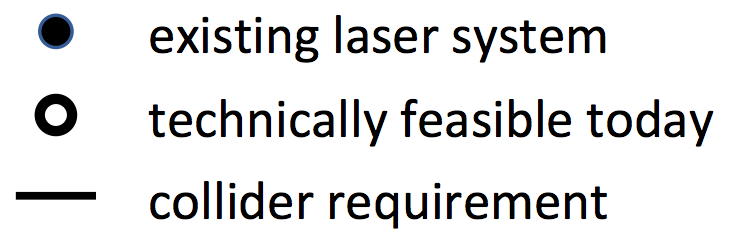 existing laser system
technically feasible today
collider requirement